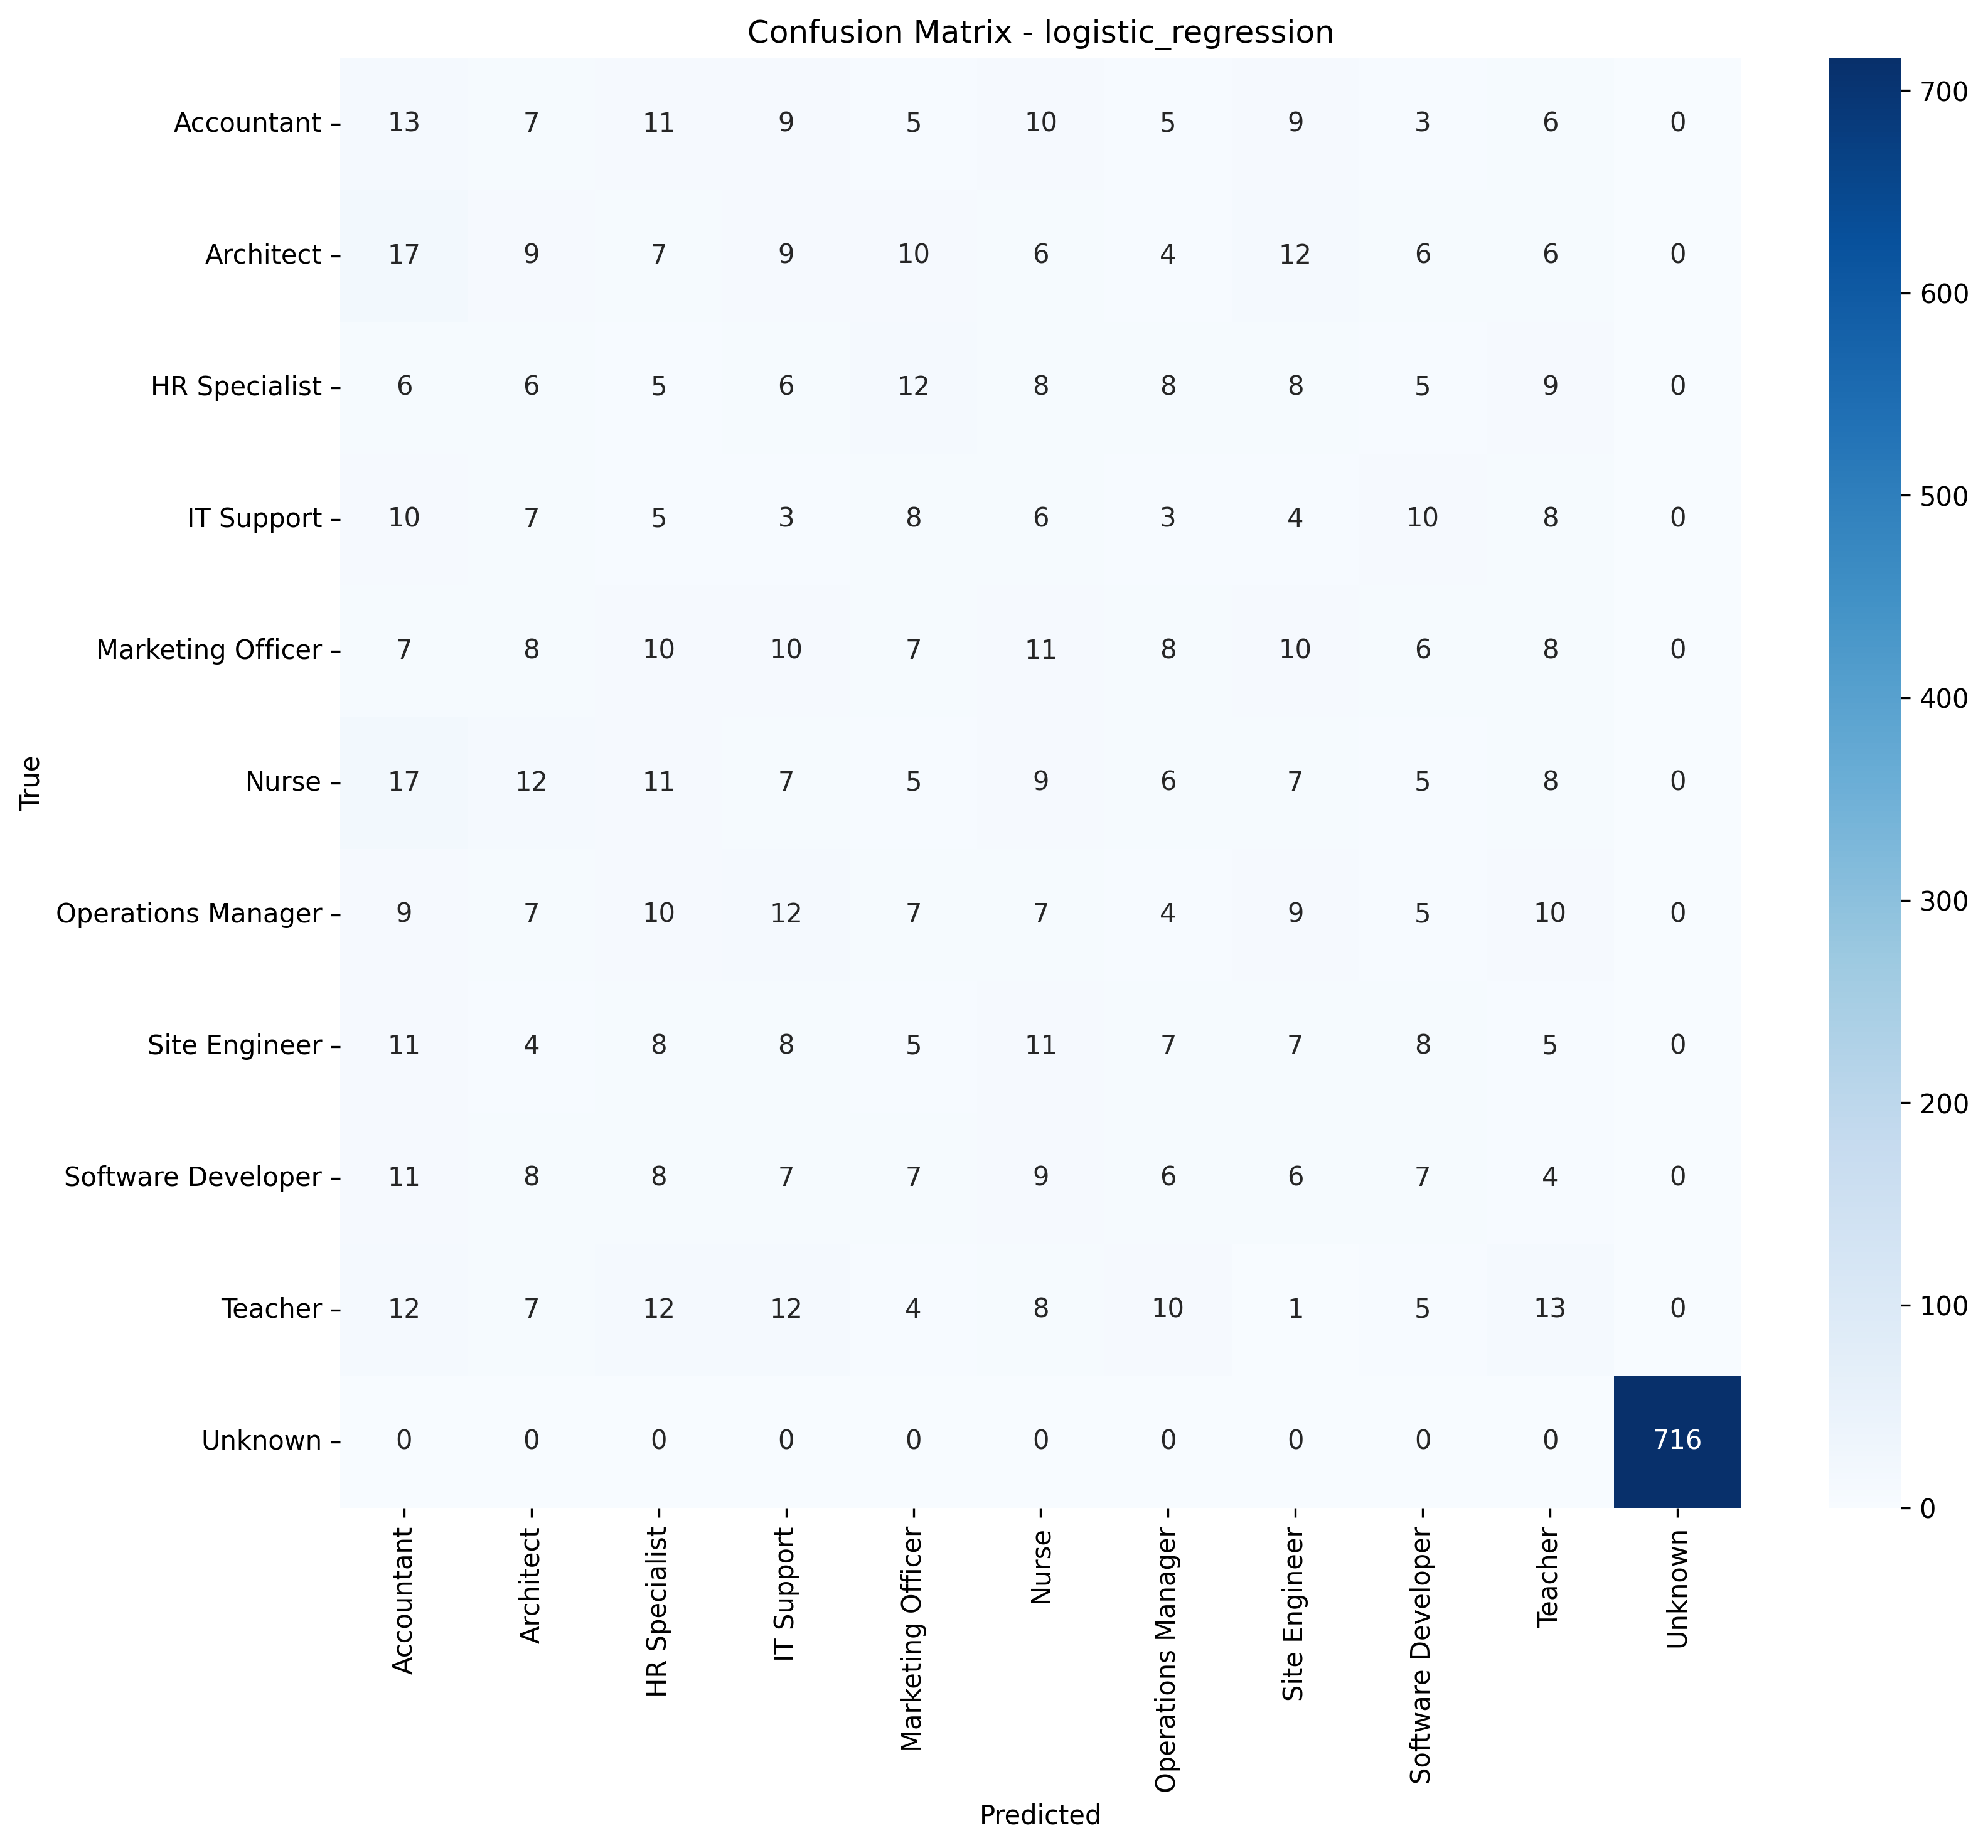 Confusion Matrix - logistic_regression
Accountant 13 7 11 9 5 10 5 9 3 6 0
Architect 17 9 7 9 10 6 4 12 6 6 0
HR Specialist 6 6 5 6 12 8 8 8 5 9 0
IT Support 10 7 5 3 8 6 3 4 10 8 0
Marketing Officer 7 8 10 10 7 11 8 10 6 8 0
Nurse 17 12 11 7 5 9 6 7 5 8 0
Operations Manager 9 7 10 12 7 7 4 9 5 10 0
Site Engineer 11 4 8 8 5 11 7 7 8 5 0
Software Developer 11 8 8 7 7 9 6 6 7 4 0
Teacher 12 7 12 12 4 8 10 1 5 13 0
Unknown 0 0 0 0 0 0 0 0 0 0 716
True
Accountant
Architect
HR Specialist
IT Support
Marketing Officer
Nurse
Operations Manager
Site Engineer
Software Developer
Teacher
Unknown
Predicted
700
600
500
400
300
200
100
0